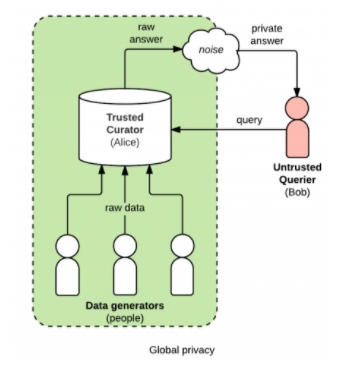 raw
answer
noise
private
answer
Trusted
Curator
(Alice)
query
Untrusted
Querier
(Bob)
raw data
Data generators
(people)
Global privacy